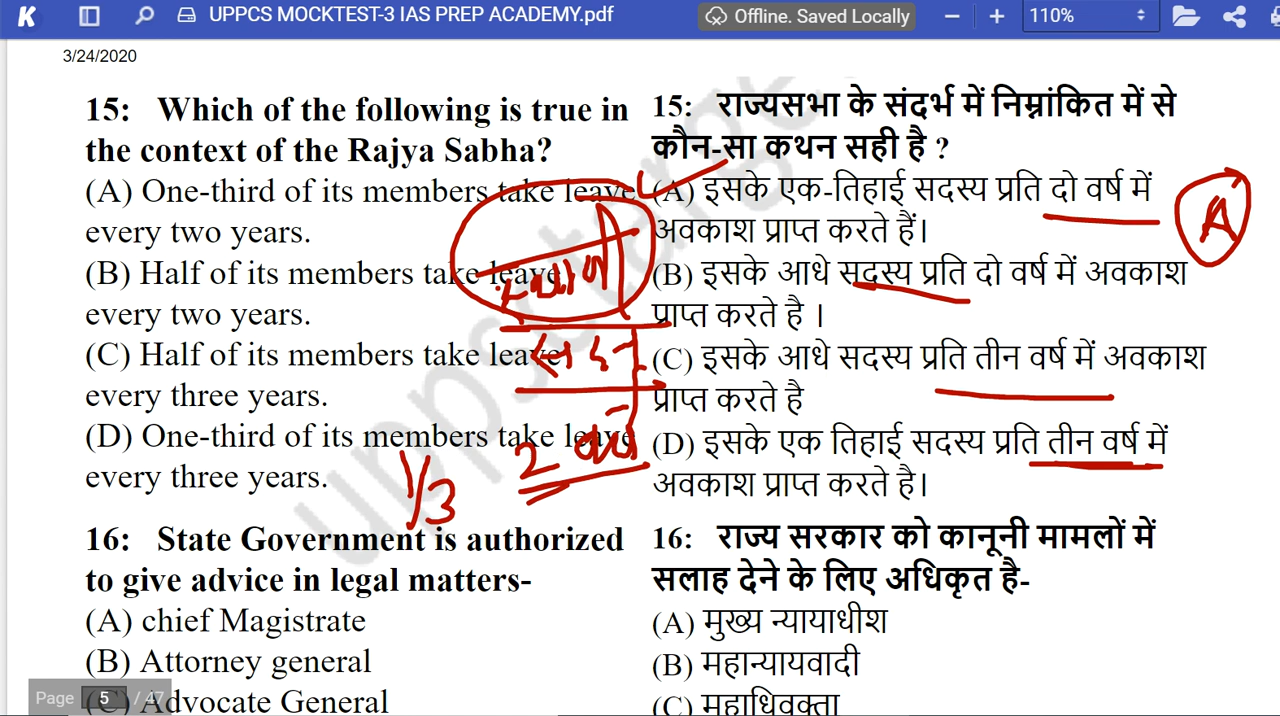 UPPCS MOCKTEST-3 IAS PREP ACADEMY.pdf
Offline. Saved Locally
110%
3/24/2020
15: Which of the following is true in
the context of the Rajya Sabha?
(A) One-third of its members take leave
every two years.
(B) Half of its members take leave
every two years.
(C) Half of its members take leave
every three years.
(D) One-third of its members take leave
every three years.
1/3
2 वर्ष
16: State Government is authorized
to give advice in legal matters-
(A) chief Magistrate
(B) Attorney general
(C) Advocate General
15: राज्यसभा के संदर्भ में निम्नांकित में से
कौन-सा कथन सही है ?
(A) इसके एक-तिहाई सदस्य प्रति दो वर्ष में
अवकाश प्राप्त करते हैं।
(B) इसके आधे सदस्य प्रति दो वर्ष में अवकाश
प्राप्त करते है ।
(C) इसके आधे सदस्य प्रति तीन वर्ष में अवकाश
प्राप्त करते है
(D) इसके एक तिहाई सदस्य प्रति तीन वर्ष में
अवकाश प्राप्त करते है।
A
16: राज्य सरकार को कानूनी मामलों में
सलाह देने के लिए अधिकृत है-
(A) मुख्य न्यायाधीश
(B) महान्यायवादी
(C) महाधिवक्ता
Page 5 / 47